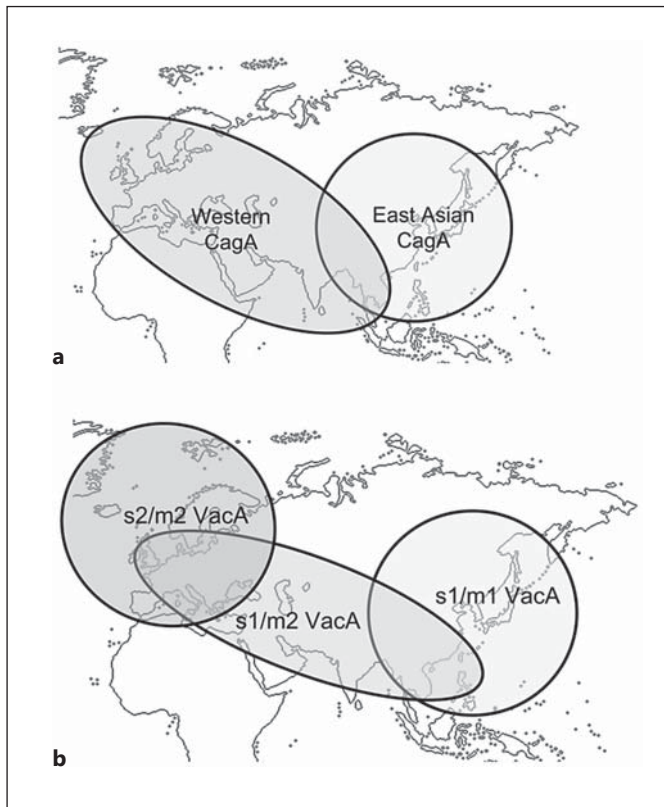 Western
CagA
East Asian
CagA
a
s2/m2 VacA
s1/m2 VacA
s1/m1 VacA
b